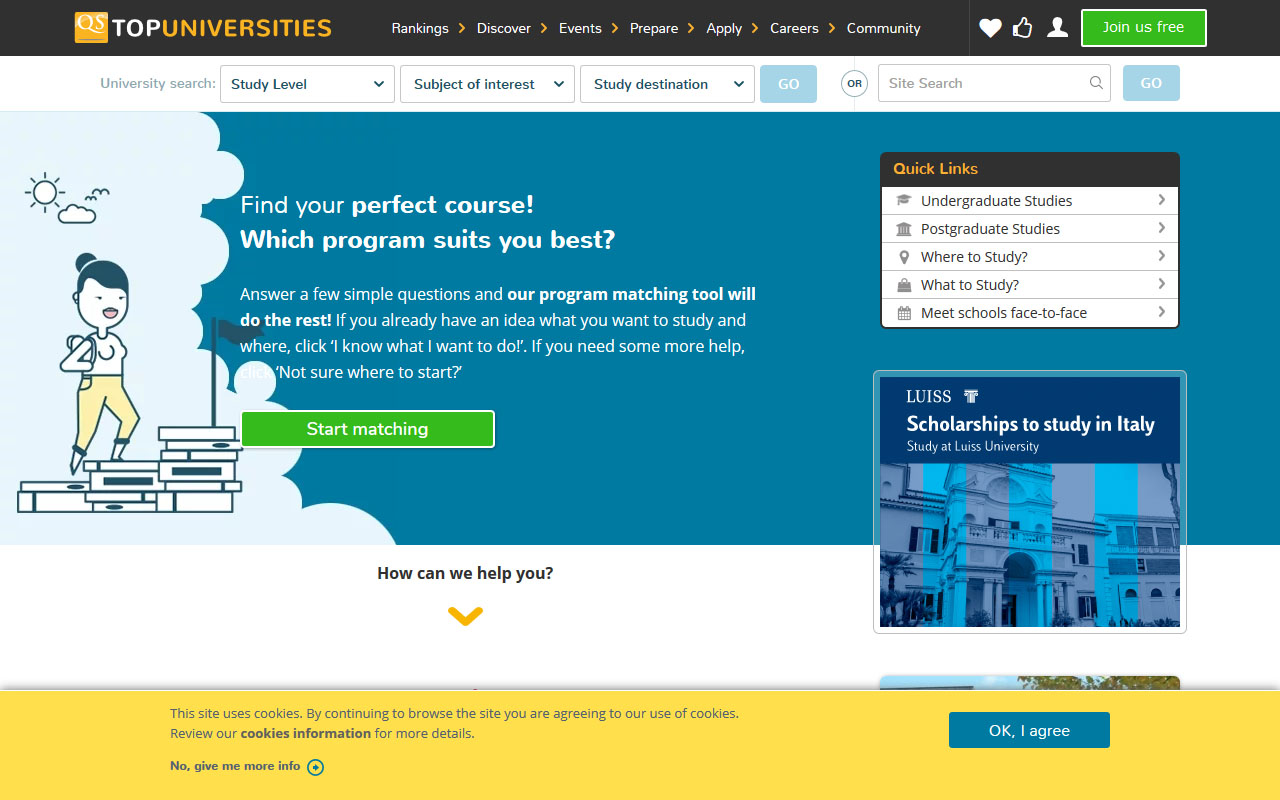 QS TOPUNIVERSITIES
Rankings
Discover
Events
Prepare
Apply
Careers
Community
Join us free
University search:
Study Level
Subject of interest
Study destination
GO
OR
Site Search
GO
Find your perfect course!
Which program suits you best?
Answer a few simple questions and our program matching tool will
do the rest! If you already have an idea what you want to study and
where, click ‘I know what I want to do!’. If you need some more help,
click ‘Not sure where to start?’
Start matching
Quick Links
Undergraduate Studies
Postgraduate Studies
Where to Study?
What to Study?
Meet schools face-to-face
LUISS
Scholarships to study in Italy
Study at Luiss University
How can we help you?
This site uses cookies. By continuing to browse the site you are agreeing to our use of cookies.
Review our cookies information for more details.
No, give me more info
OK, I agree